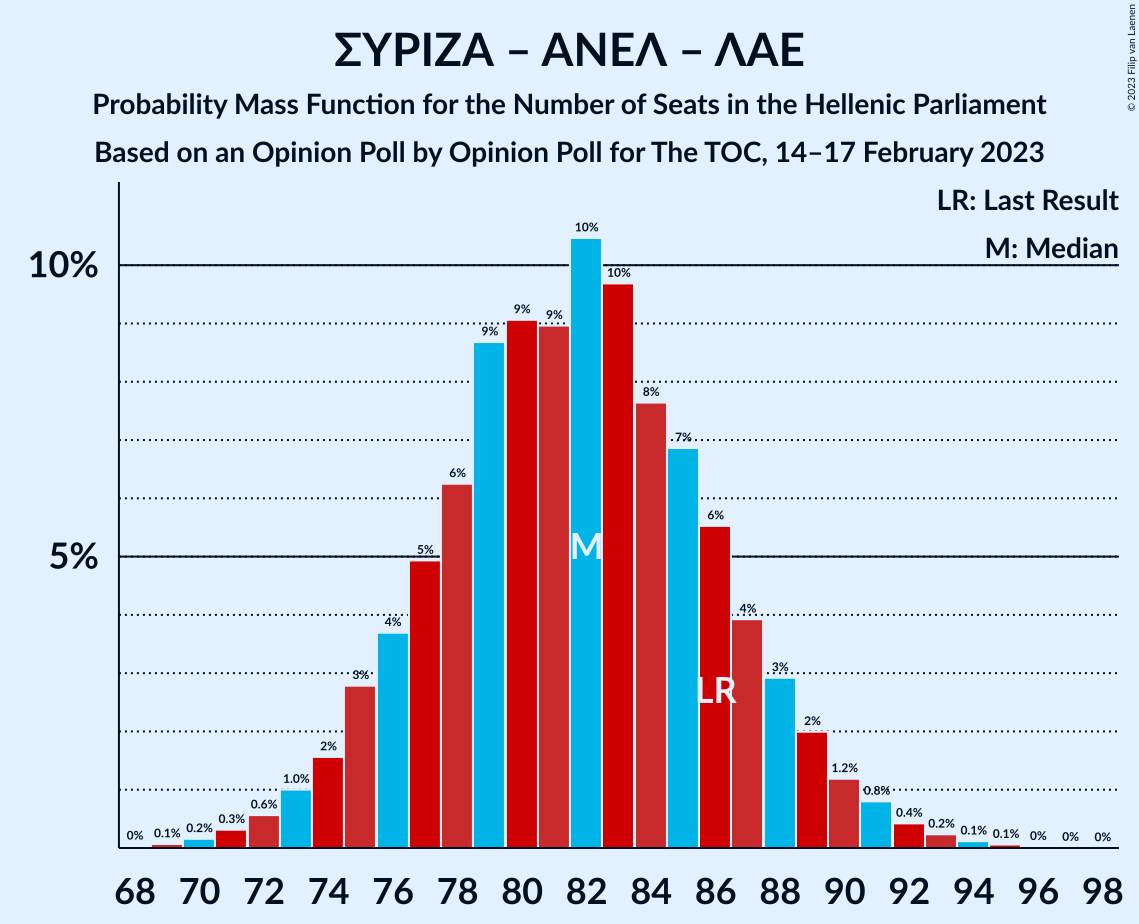 ΣΥΡΙΖΑ – ΑΝΕΛ – ΛΑΕ
Probability Mass Function for the Number of Seats in the Hellenic Parliament
Based on an Opinion Poll by Opinion Poll for The TOC, 14–17 February 2023
© 2023 Filip van Laenen
LR: Last Result
M: Median
10%
5%
0% 0.1% 0.2% 0.3% 0.6% 1.0% 2% 3% 4% 5% 6% 9% 9% 9% 10% 10% 8% 7% 6% 4% 3% 2% 1.2% 0.8% 0.4% 0.2% 0.1% 0.1% 0% 0% 0%
M
LR
68 70 72 74 76 78 80 82 84 86 88 90 92 94 96 98